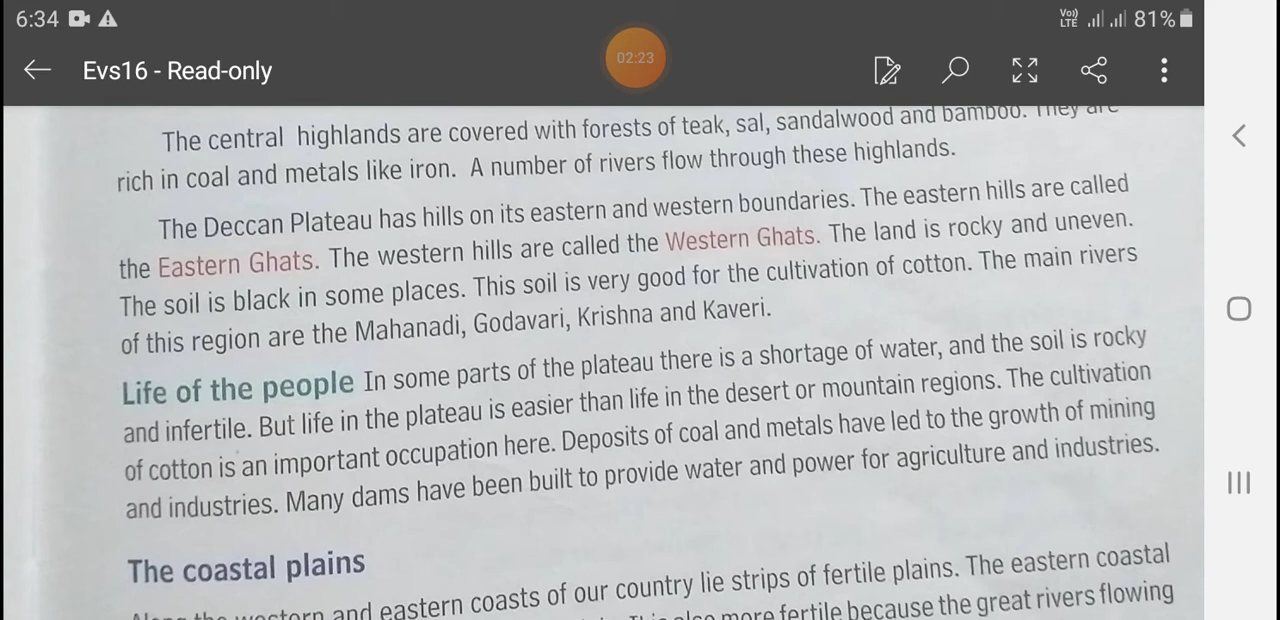 6:34 Vo)) LTE 81%
Evs16 - Read-only 02:23
The central highlands are covered with forests of teak, sal, sandalwood and bamboo. They are
rich in coal and metals like iron. A number of rivers flow through these highlands.
The Deccan Plateau has hills on its eastern and western boundaries. The eastern hills are called
the Eastern Ghats. The western hills are called the Western Ghats. The land is rocky and uneven.
The soil is black in some places. This soil is very good for the cultivation of cotton. The main rivers
of this region are the Mahanadi, Godavari, Krishna and Kaveri.
Life of the people In some parts of the plateau there is a shortage of water, and the soil is rocky
and infertile. But life in the plateau is easier than life in the desert or mountain regions. The cultivation
of cotton is an important occupation here. Deposits of coal and metals have led to the growth of mining
and industries. Many dams have been built to provide water and power for agriculture and industries.
The coastal plains
Along the western and eastern coasts of our country lie strips of fertile plains. The eastern coastal
also more fertile because the great rivers flowing